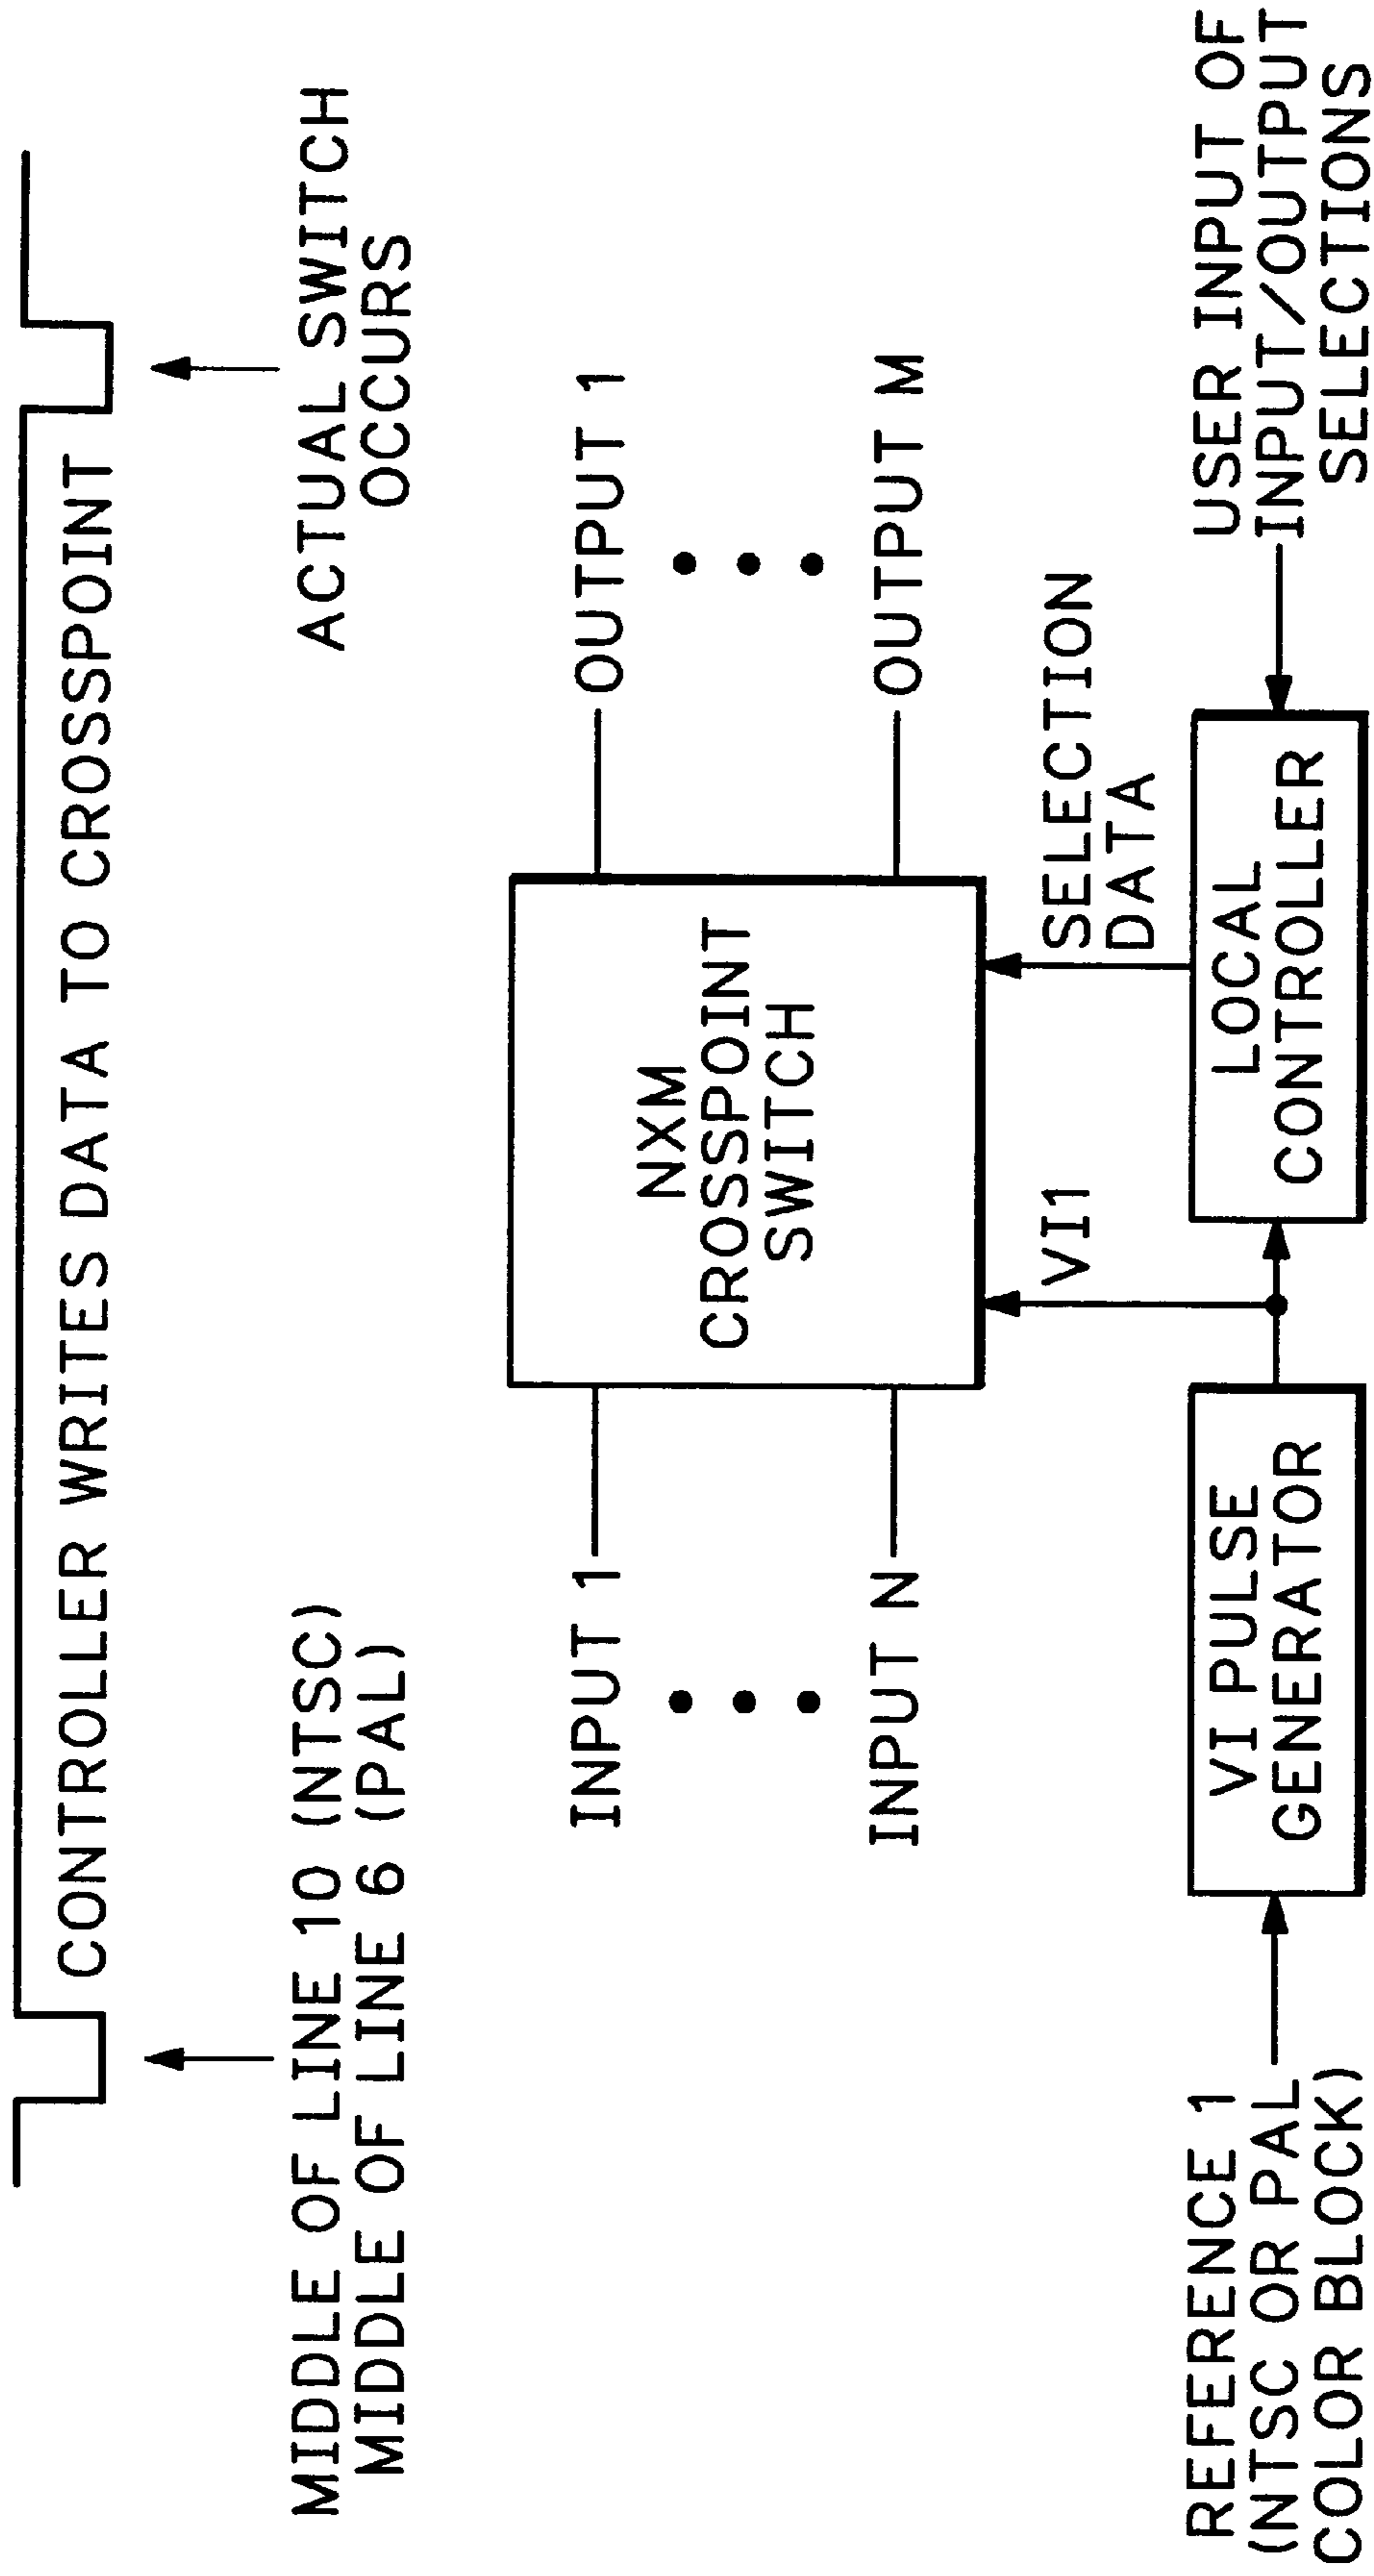 CONTROLLER WRITES DATA TO CROSSPOINT
MIDDLE OF LINE 10 (NTSC)
MIDDLE OF LINE 6 (PAL)
ACTUAL SWITCH
OCCURS
INPUT 1
INPUT N
NXM
CROSSPOINT
SWITCH
OUTPUT 1
OUTPUT M
VI1
SELECTION
DATA
REFERENCE 1
(NTSC OR PAL
COLOR BLOCK)
VI PULSE
GENERATOR
LOCAL
CONTROLLER
USER INPUT OF
INPUT/OUTPUT
SELECTIONS